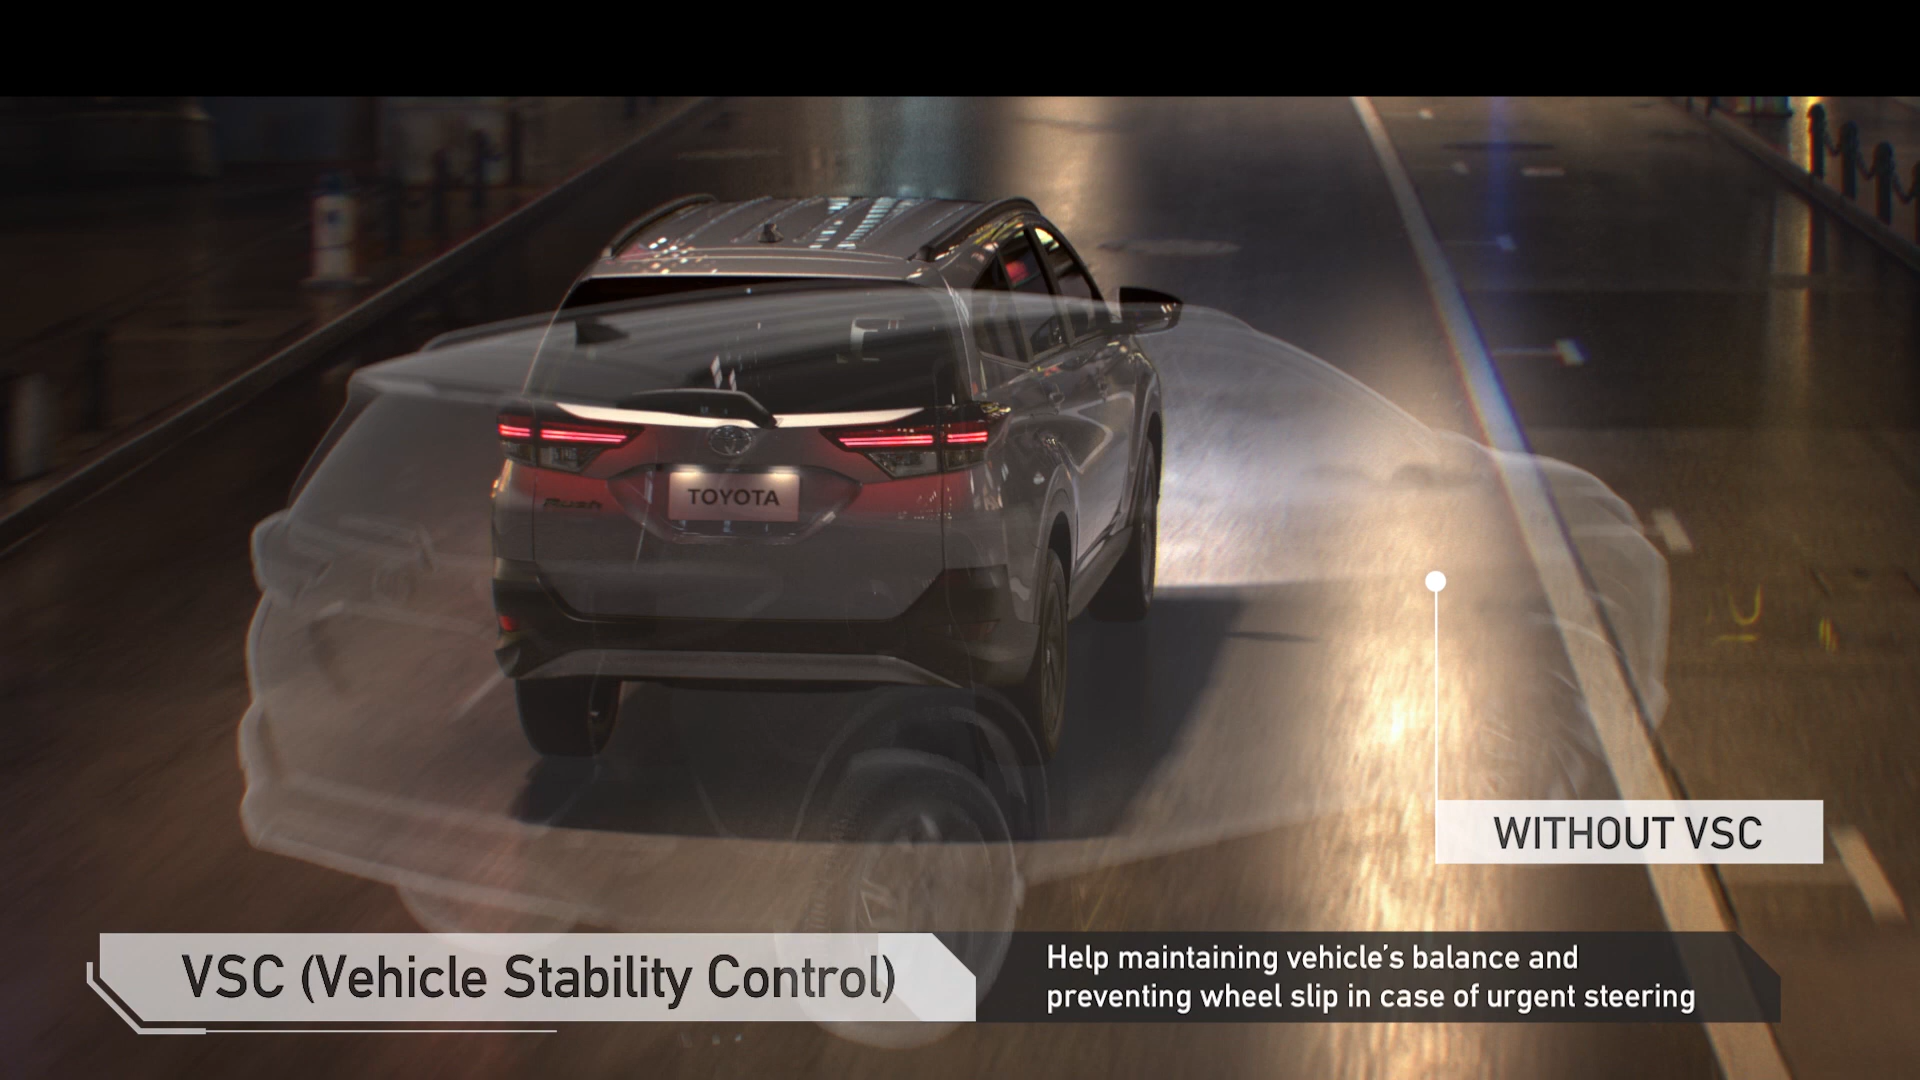 Rush
TOYOTA
WITHOUT VSC
VSC (Vehicle Stability Control)
Help maintaining vehicle's balance and
preventing wheel slip in case of urgent steering